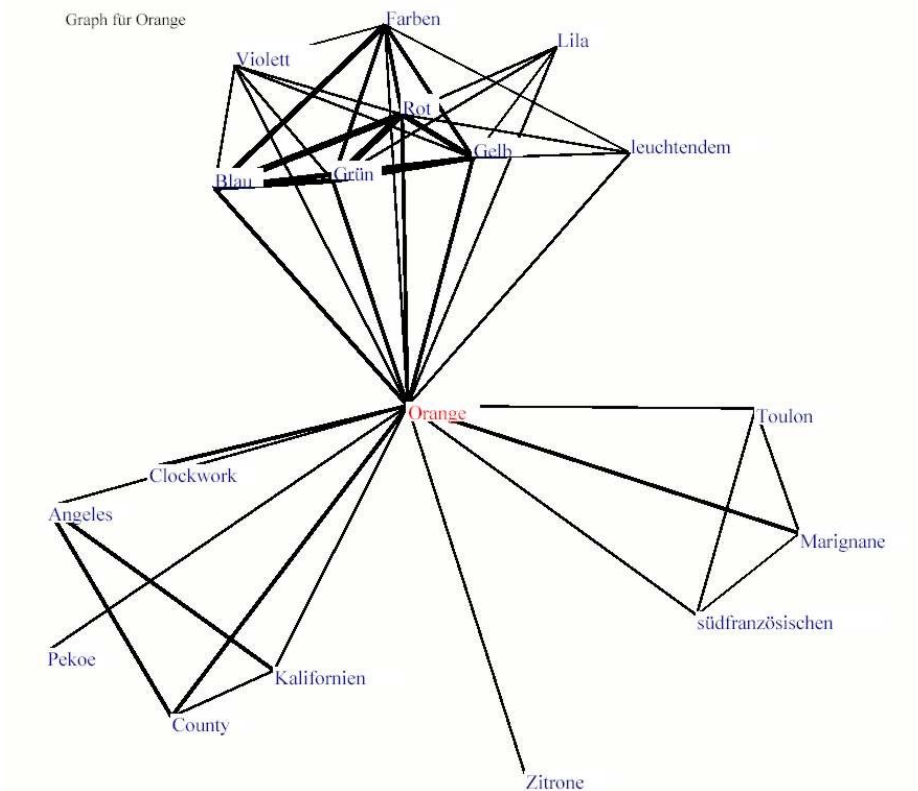 Graph für Orange
Farben
Lila
Violett
Rot
leuchtendem
Gelb
Grün
Blau
Orange
Toulon
Clockwork
Angeles
Marignane
südfranzösischen
Pekoe
Kalifornien
County
Zitrone